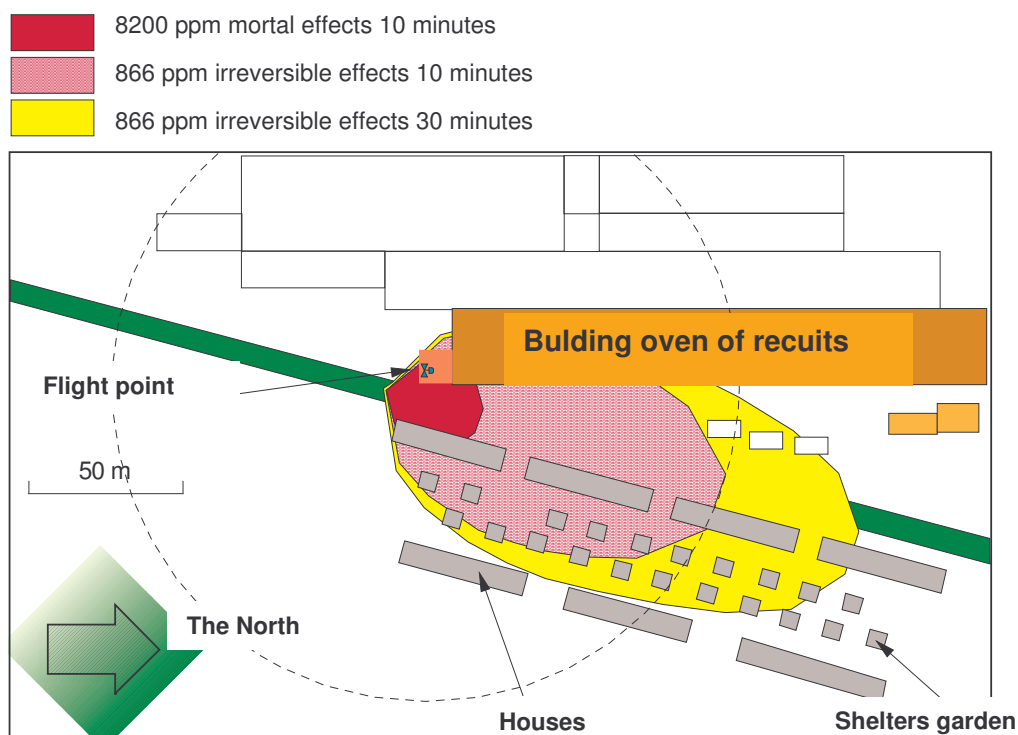 8200 ppm mortal effects 10 minutes
866 ppm irreversible effects 10 minutes
866 ppm irreversible effects 30 minutes
Bulding oven of recuits
Flight point
50 m
The North
Houses
Shelters garden